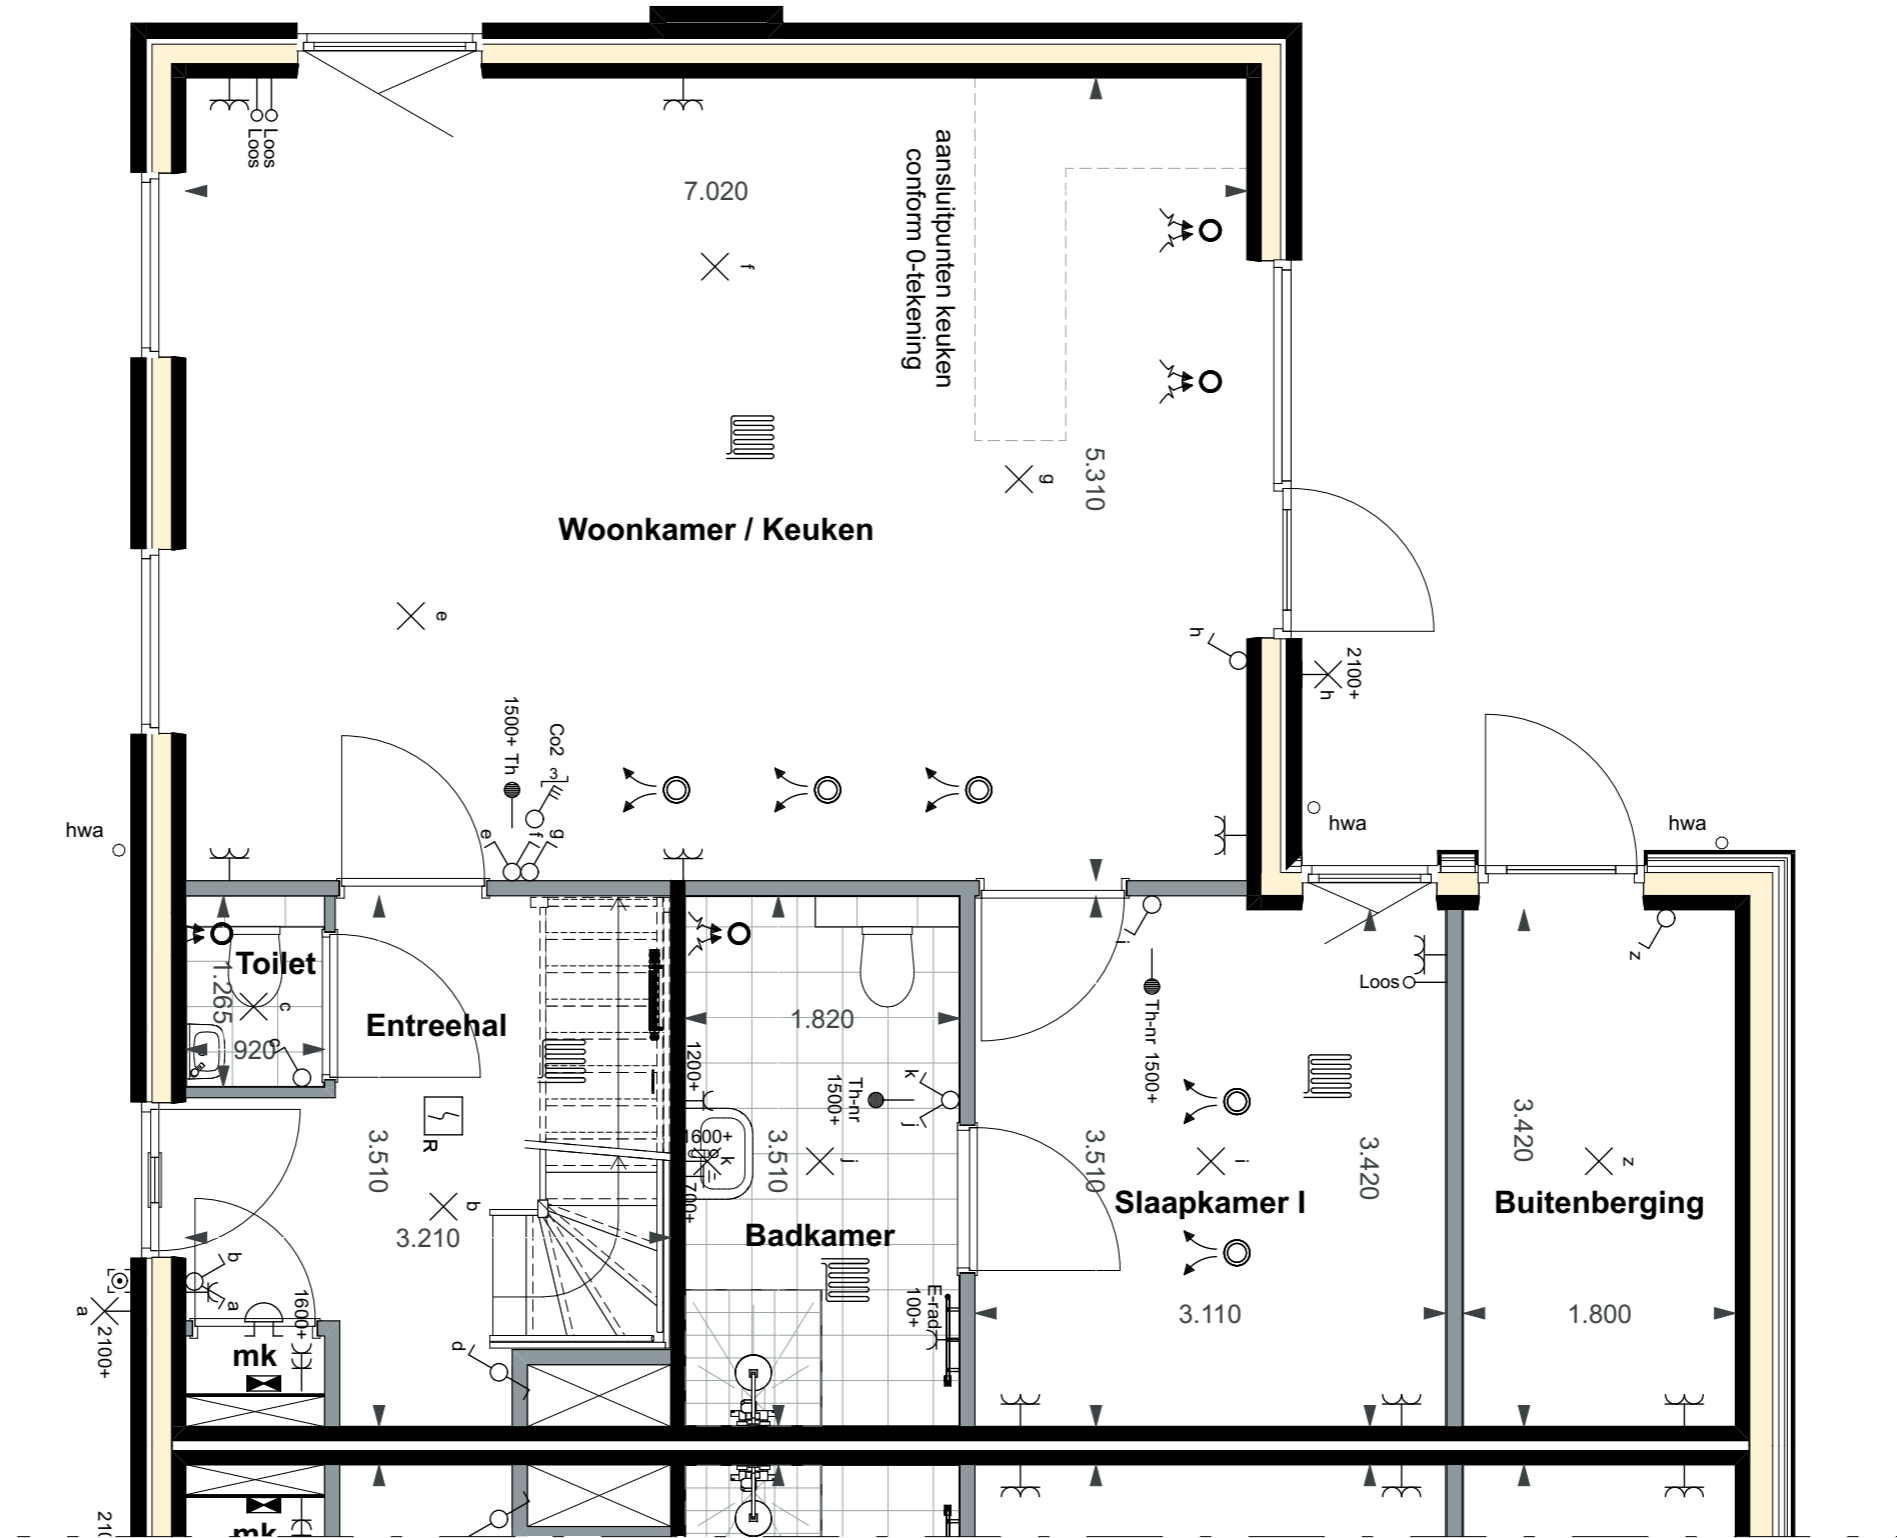 Loos
Loos
7.020
aansluitpunten keuken
conform 0-tekening
f
g
5.310
Woonkamer / Keuken
e
h
2100+
h
1500+ Th
Co2
3
e
f
g
hwa
hwa
hwa
i
z
Toilet
1.265
c
920
c
Entreehal
1.820
Loos
Th-nr 1500+
1200+
Th-nr
1500+
k
j
R
3.510
1600+
k
3.510
j
3.510
i
3.420
3.420
z
700+
Slaapkamer I
Buitenberging
b
3.210
Badkamer
b
a
a
2100+
1600+
E-rad
100+
3.110
1.800
mk
d
210
mk